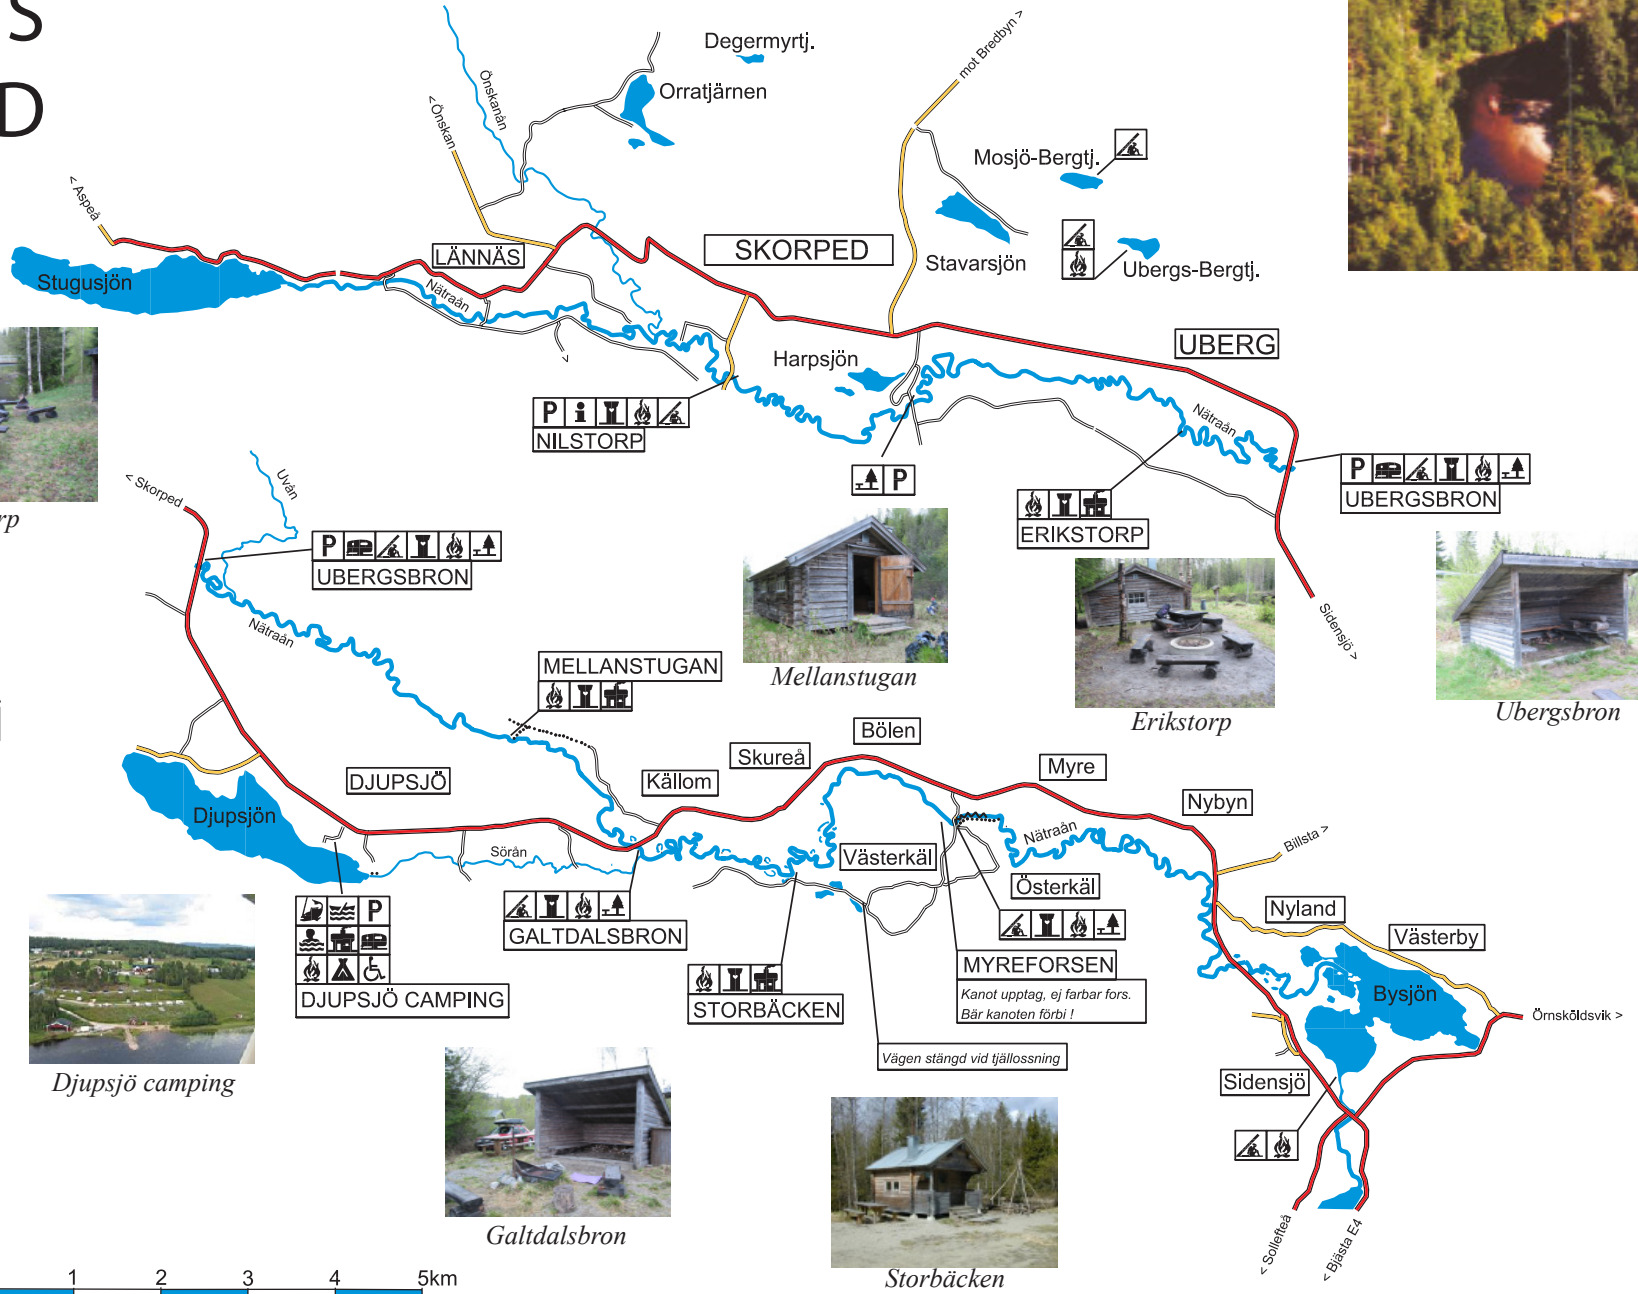 S
D
Degermyrtj.
Orratjärnen
Önskanån
< Önskan
mot Bredbyn >
Mosjö-Bergtj.
< Aspeå
LÄNNÄS
SKORPED
Stavarsjön
Ubergs-Bergtj.
Stugusjön
Nätraån
UBERG
Harpsjön
Nätraån
P i
NILSTORP
P
P
UBERGSBRON
ERIKSTORP
Sidensjö >
rp
< Skorped
Uvån
P
UBERGSBRON
Nätraån
Mellanstugan
Erikstorp
Ubergsbron
i
MELLANSTUGAN
Bölen
Skureå
Myre
Källom
DJUPSJÖ
Nybyn
Djupsjön
Nätraån
Billsta >
Sörån
Västerkäl
Österkäl
Nyland
Västerby
P
GALTDALSBRON
DJUPSJÖ CAMPING
STORBÄCKEN
MYREFORSEN
Kanot upptag, ej farbar fors.
Bär kanoten förbi !
Bysjön
Örnsköldsvik >
Vägen stängd vid tjällossning
Sidensjö
Djupsjö camping
Galtdalsbron
< Sollefteå
< Bjästa E4
Storbäcken
1 2 3 4 5km